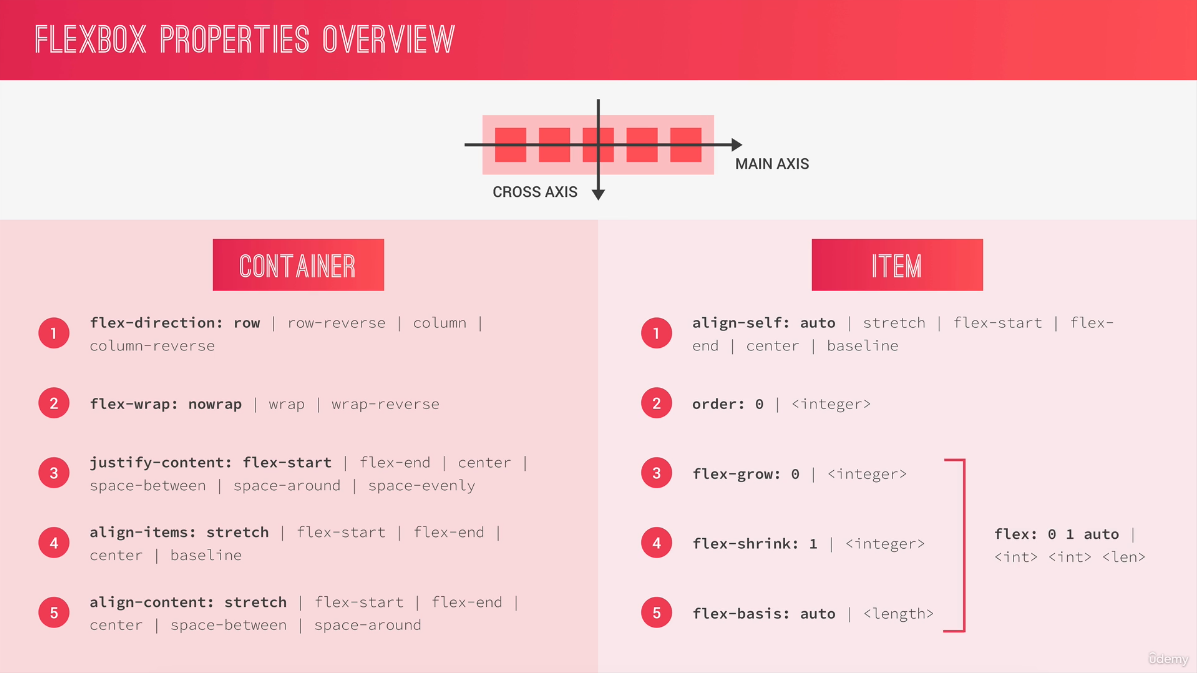 FLEXBOX PROPERTIES OVERVIEW
MAIN AXIS
CROSS AXIS
CONTAINER
1
flex-direction: row | row-reverse | column |
column-reverse
2
flex-wrap: nowrap | wrap | wrap-reverse
3
justify-content: flex-start | flex-end | center |
space-between | space-around | space-evenly
4
align-items: stretch | flex-start | flex-end |
center | baseline
5
align-content: stretch | flex-start | flex-end |
center | space-between | space-around
ITEM
1
align-self: auto | stretch | flex-start | flex-
end | center | baseline
2
order: 0 | <integer>
3
flex-grow: 0 | <integer>
4
flex-shrink: 1 | <integer>
5
flex-basis: auto | <length>
flex: 0 1 auto |
<int> <int> <len>
ûdemy